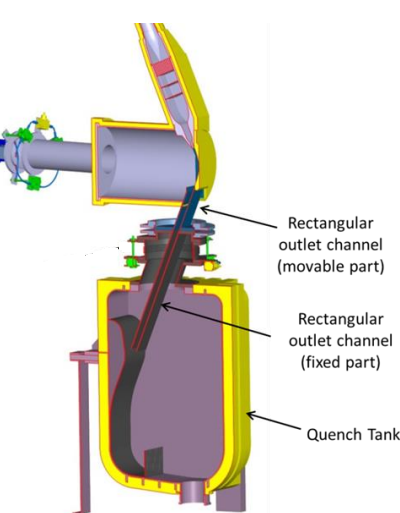 Rectangular
outlet channel
(movable part)
Rectangular
outlet channel
(fixed part)
Quench Tank